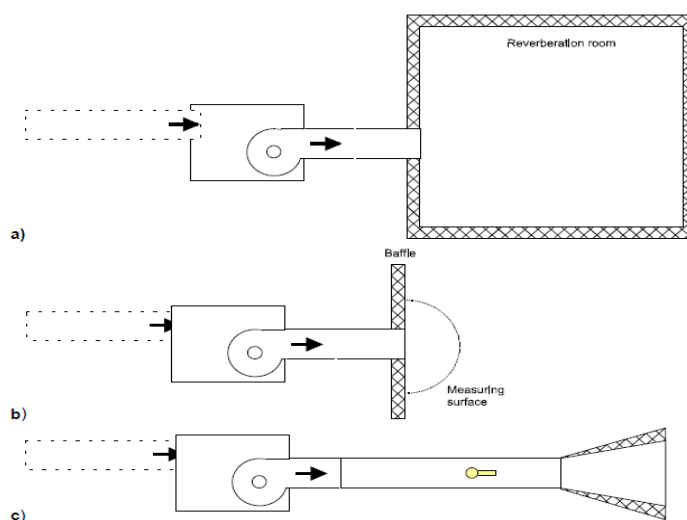 Reverberation room
a)
Baffle
Measuring
surface
b)
c)